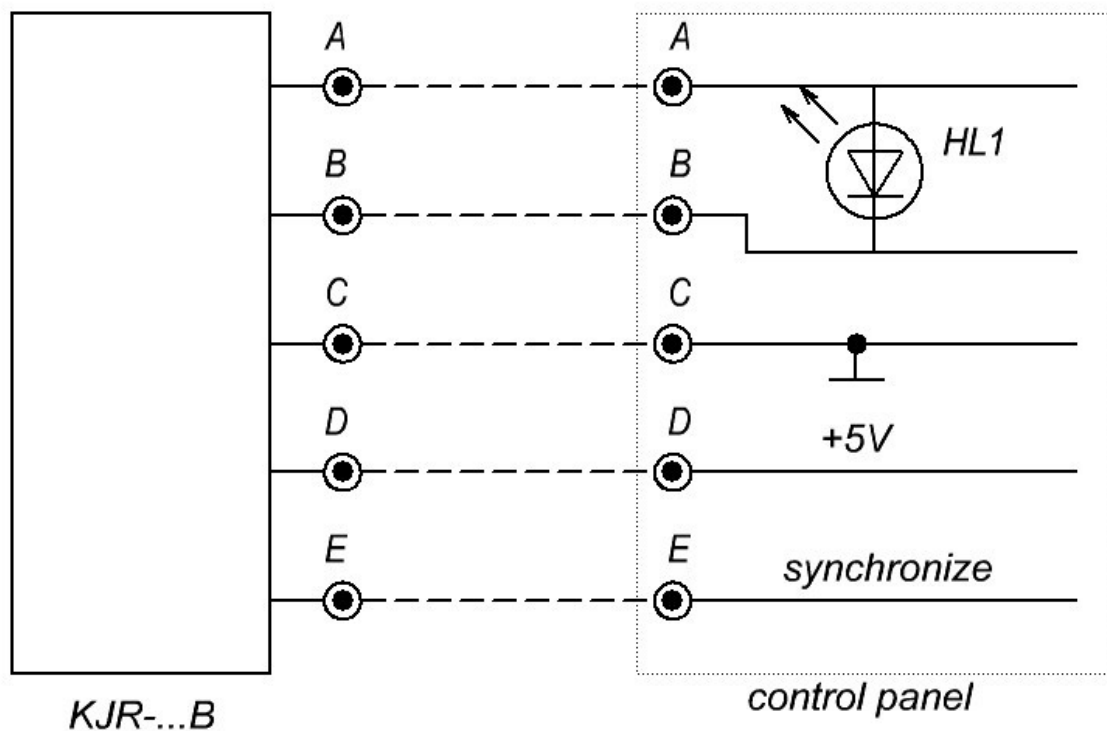 A A
HL1
B B
C C
+5V
D D
E E
synchronize
KJR-...B
control panel